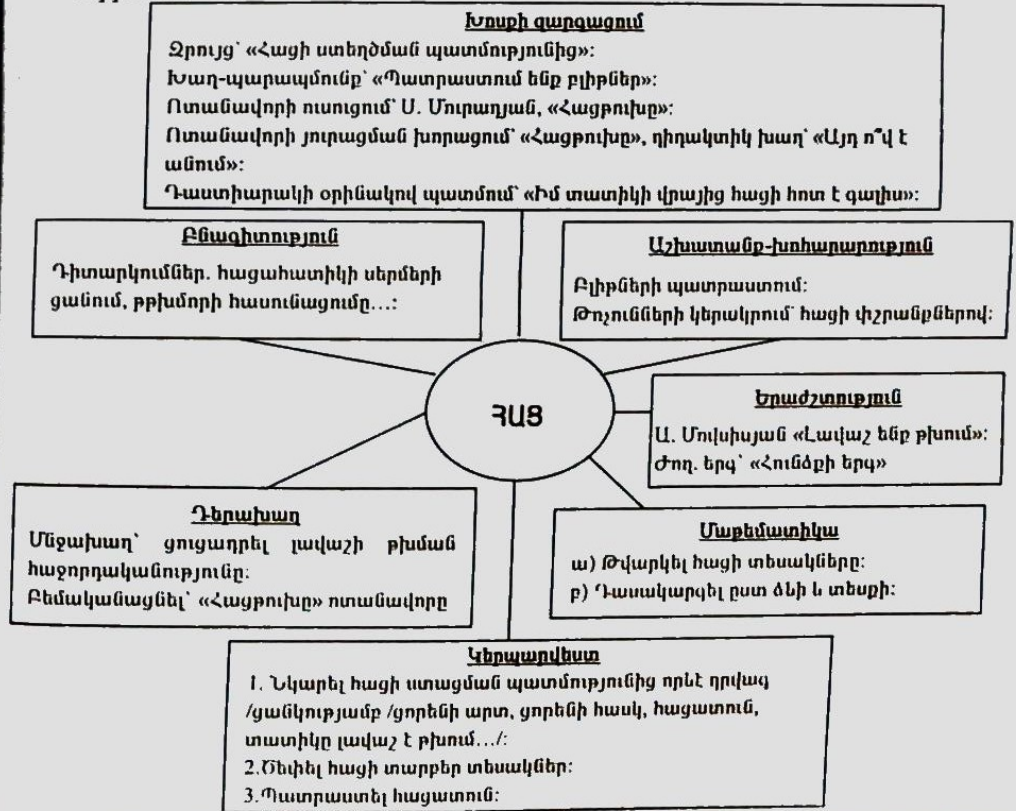 Խոսքի զարգացում
Զրույց՝ «Հացի ստեղծման պատմությունից»:
Խաղ-պարապմունք՝ «Պատրաստում ենք բլիթներ»:
Ոտանավորի ուսուցում՝ Ս. Մուրադյան, «Հացթուխը»:
Ոտանավորի յուրացման խորացում՝ «Հացթուխը», դիդակտիկ խաղ՝ «Այդ ո՞վ է
անում»:
Դաստիարակի օրինակով պատմում՝ «Իմ տատիկի վրայից հացի հոտ է գալիս»:
Բնագիտություն
Դիտարկումներ. հացահատիկի սերմերի
ցանում, թթխմորի հասունացումը...:
Աշխատանք-խոհարարություն
Բլիթների պատրաստում:
Թռչունների կերակրում՝ հացի փշրանքներով:
ՀԱՑ
Երաժշտություն
Ա. Մովսիսյան «Լավաշ ենք թխում»:
Ժող. երգ՝ «Հունձքի երգ»
Դերախաղ
Մնջախաղ՝ ցուցադրել լավաշի թխման
հաջորդականությունը:
Բեմականացնել՝ «Հացթուխը» ոտանավորը
Մաթեմատիկա
ա) Թվարկել հացի տեսակները:
բ) Դասակարգել ըստ ձևի և տեսքի:
Կերպարվեստ
1. Նկարել հացի ստացման պատմությունից որևէ դրվագ
/ցանկությամբ /ցորենի արտ, ցորենի հասկ, հացատուն,
տատիկը լավաշ է թխում.../:
2.Ծեփել հացի տարբեր տեսակներ:
3.Պատրաստել հացատուն: